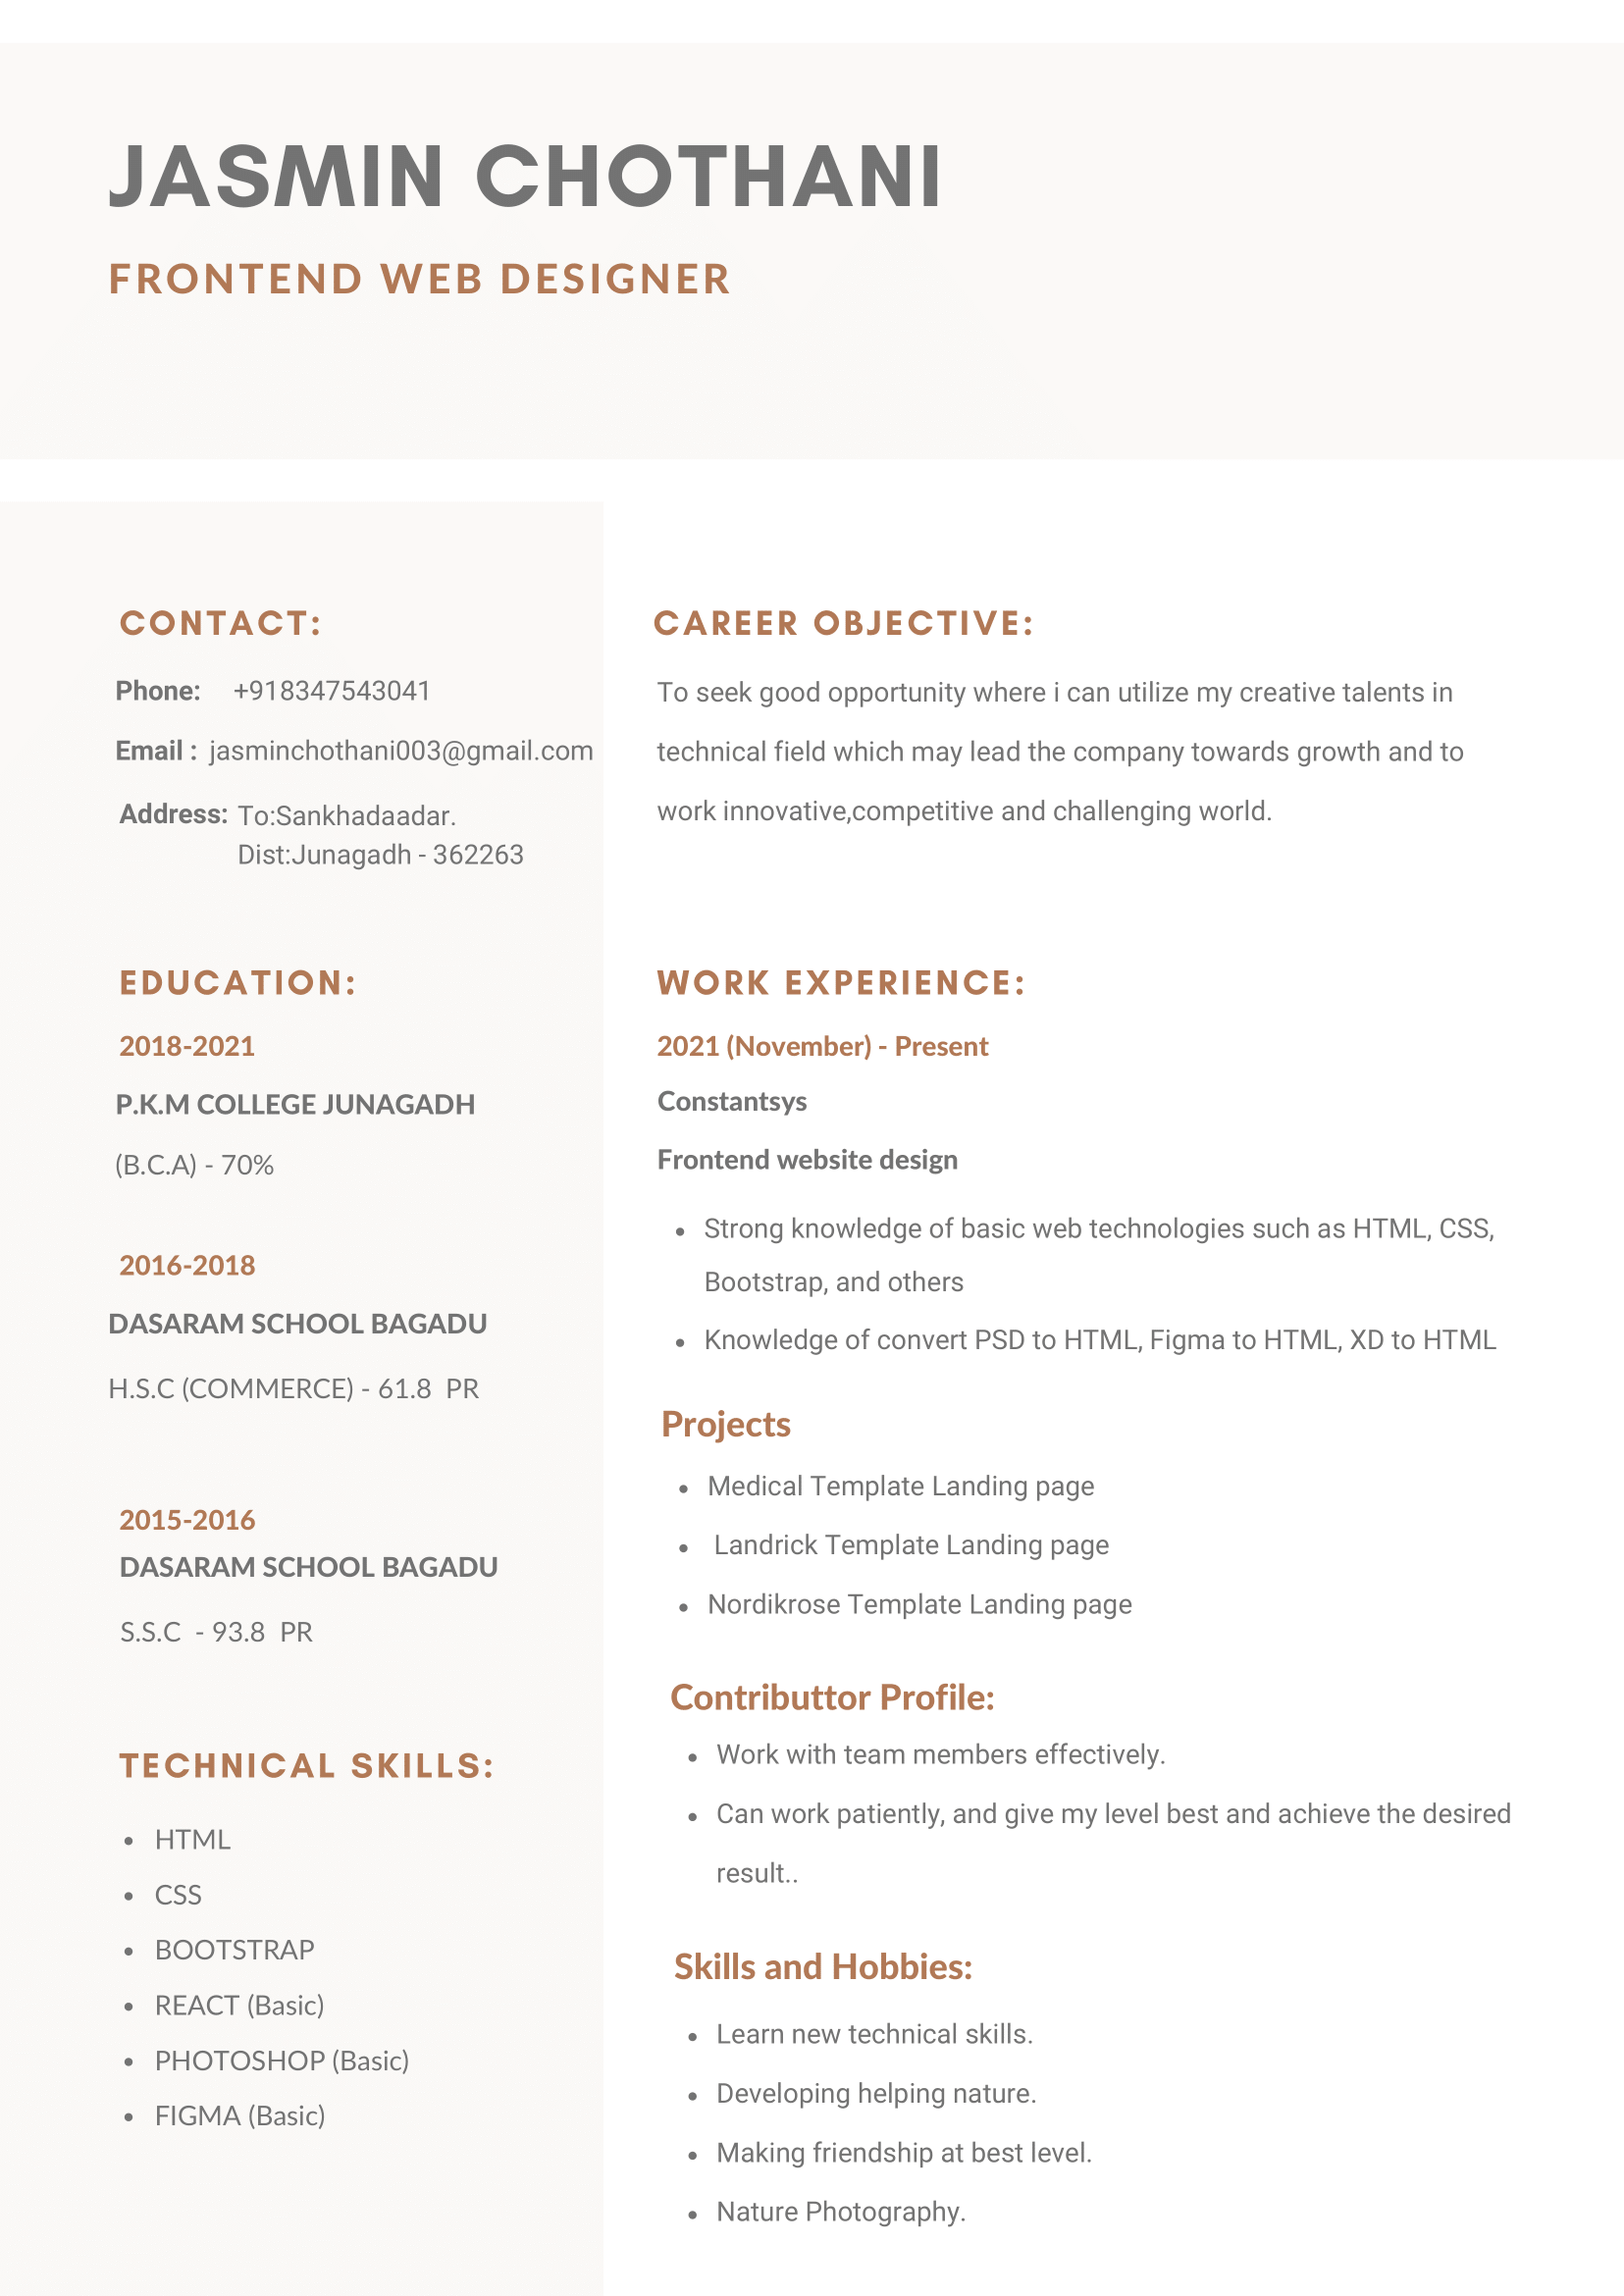 JASMIN CHOTHANI
FRONTEND WEB DESIGNER
CONTACT:
Phone: +918347543041
Email : jasminchothani003@gmail.com
Address: To:Sankhadaadar.
Dist:Junagadh - 362263
EDUCATION:
2018-2021
P.K.M COLLEGE JUNAGADH
(B.C.A) - 70%
2016-2018
DASARAM SCHOOL BAGADU
H.S.C (COMMERCE) - 61.8 PR
2015-2016
DASARAM SCHOOL BAGADU
S.S.C - 93.8 PR
TECHNICAL SKILLS:
• HTML
• CSS
• BOOTSTRAP
• REACT (Basic)
• PHOTOSHOP (Basic)
• FIGMA (Basic)
CAREER OBJECTIVE:
To seek good opportunity where i can utilize my creative talents in
technical field which may lead the company towards growth and to
work innovative,competitive and challenging world.
WORK EXPERIENCE:
2021 (November) - Present
Constantsys
Frontend website design
• Strong knowledge of basic web technologies such as HTML, CSS,
Bootstrap, and others
• Knowledge of convert PSD to HTML, Figma to HTML, XD to HTML
Projects
• Medical Template Landing page
• Landrick Template Landing page
• Nordikrose Template Landing page
Contributtor Profile:
• Work with team members effectively.
• Can work patiently, and give my level best and achieve the desired
result..
Skills and Hobbies:
• Learn new technical skills.
• Developing helping nature.
• Making friendship at best level.
• Nature Photography.